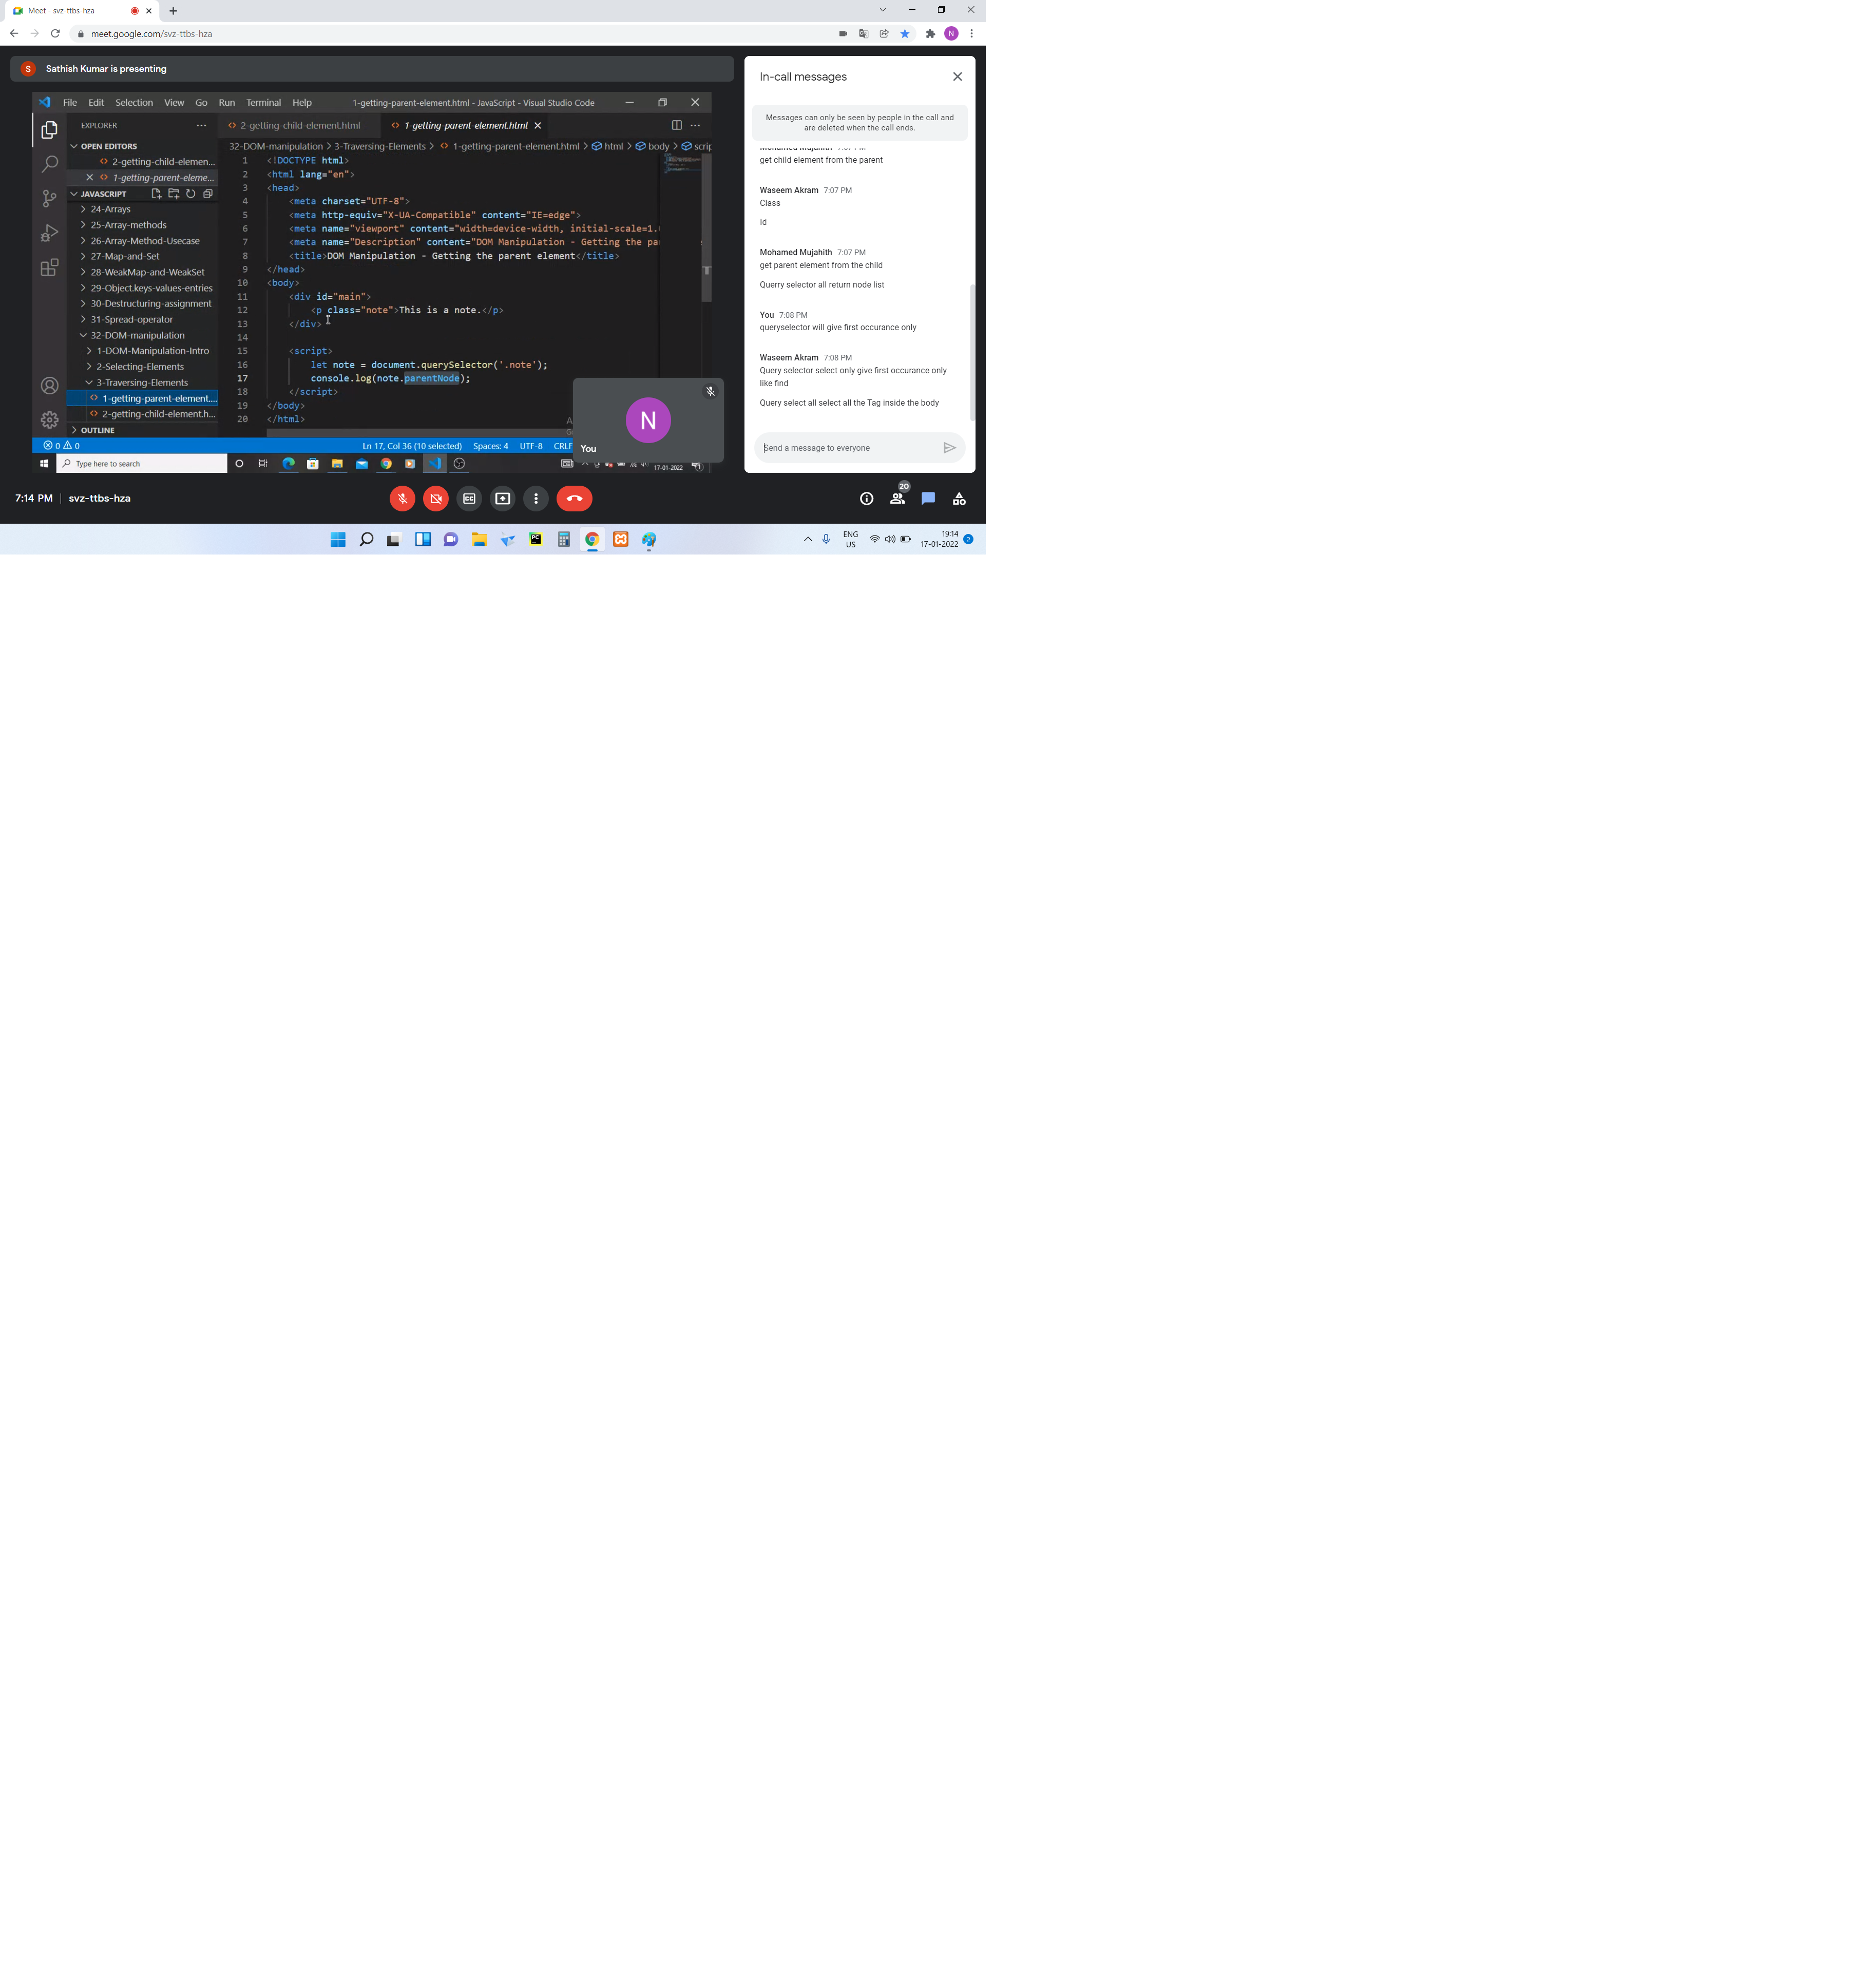 Meet - svz-ttbs-hza
meet.google.com/svz-ttbs-hza
N
S
Sathish Kumar is presenting
File Edit Selection View Go Run Terminal Help
1-getting-parent-element.html - JavaScript - Visual Studio Code
EXPLORER
OPEN EDITORS
2-getting-child-elemen...
1-getting-parent-eleme...
JAVASCRIPT
24-Arrays
25-Array-methods
26-Array-Method-Usecase
27-Map-and-Set
28-WeakMap-and-WeakSet
29-Object.keys-values-entries
30-Destructuring-assignment
31-Spread-operator
32-DOM-manipulation
1-DOM-Manipulation-Intro
2-Selecting-Elements
3-Traversing-Elements
1-getting-parent-element....
2-getting-child-element.h...
OUTLINE
2-getting-child-element.html
1-getting-parent-element.html
32-DOM-manipulation > 3-Traversing-Elements > 1-getting-parent-element.html > html > body > scrip
1 <!DOCTYPE html>
2 <html lang="en">
3 <head>
4 <meta charset="UTF-8">
5 <meta http-equiv="X-UA-Compatible" content="IE=edge">
6 <meta name="viewport" content="width=device-width, initial-scale=1.
7 <meta name="Description" content="DOM Manipulation - Getting the pa
8 <title>DOM Manipulation - Getting the parent element</title>
9 </head>
10 <body>
11 <div id="main">
12 <p class="note">This is a note.</p>
13 </div>
14
15 <script>
16 let note = document.querySelector('.note');
17 console.log(note.parentNode);
18 </script>
19 </body>
20 </html>
0 0
Ln 17, Col 36 (10 selected) Spaces: 4 UTF-8 CRLF
Type here to search
17-01-2022
N
You
In-call messages
Messages can only be seen by people in the call and
are deleted when the call ends.
get child element from the parent
Waseem Akram 7:07 PM
Class
Id
Mohamed Mujahith 7:07 PM
get parent element from the child
Querry selector all return node list
You 7:08 PM
queryselector will give first occurance only
Waseem Akram 7:08 PM
Query selector select only give first occurance only
like find
Query select all select all the Tag inside the body
Send a message to everyone
7:14 PM | svz-ttbs-hza
20
PC
ENG
US
19:14
17-01-2022
2